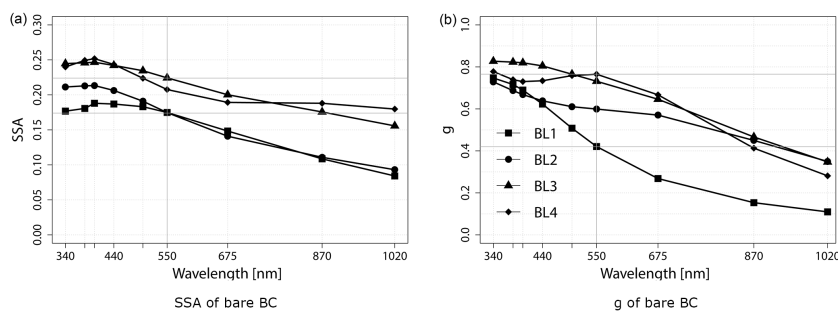 (a)
SSA
0.30
0.25
0.20
0.15
0.10
0.05
0.00
340
440
550
675
870
1020
Wavelength [nm]
SSA of bare BC
(b)
g
1.0
0.8
0.6
0.4
0.2
0.0
BL1
BL2
BL3
BL4
340
440
550
675
870
1020
Wavelength [nm]
g of bare BC